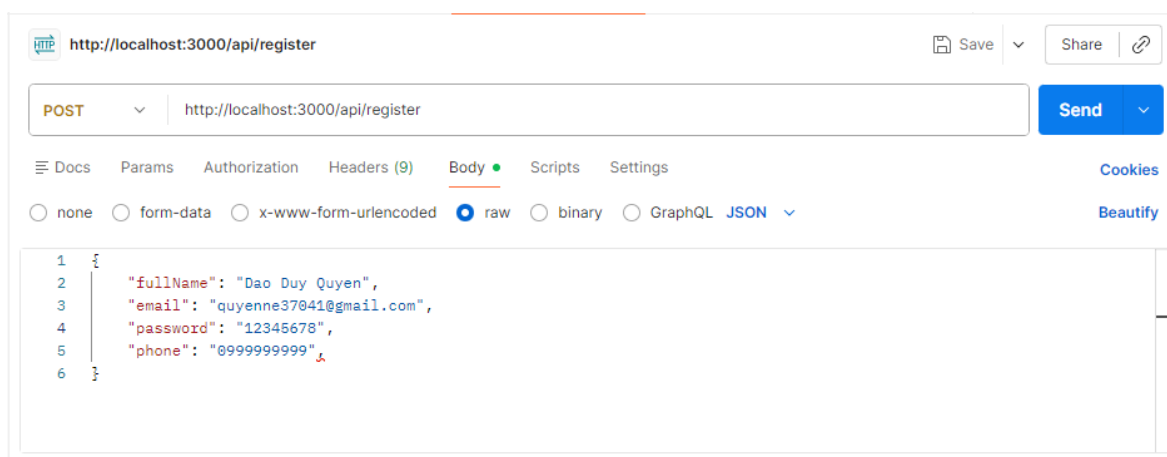 HTTP http://localhost:3000/api/register Save Share
POST http://localhost:3000/api/register Send
Docs Params Authorization Headers (9) Body Scripts Settings Cookies
none form-data x-www-form-urlencoded raw binary GraphQL JSON Beautify
1 {
2 "fullName": "Dao Duy Quyen",
3 "email": "quyenne37041@gmail.com",
4 "password": "12345678",
5 "phone": "0999999999",
6 }